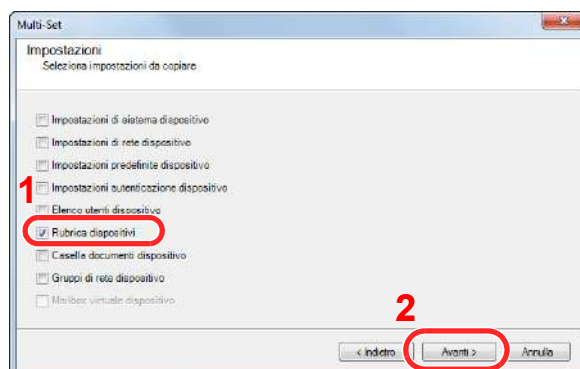 Multi-Set
Impostazioni
Seleziona impostazioni da copiare
Impostazioni di sistema dispositivo
Impostazioni di rete dispositivo
Impostazioni predefinite dispositivo
1
Impostazioni autenticazione dispositivo
Elenco utenti dispositivo
Rubrica dispositivi
Casella documenti dispositivo
Gruppi di rete dispositivo
Mailbox virtuale dispositivo
2
< Indietro Avanti > Annulla